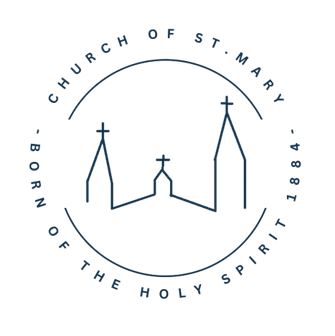 CHURCH OF ST. MARY
- BORN OF THE HOLY SPIRIT 1884 -